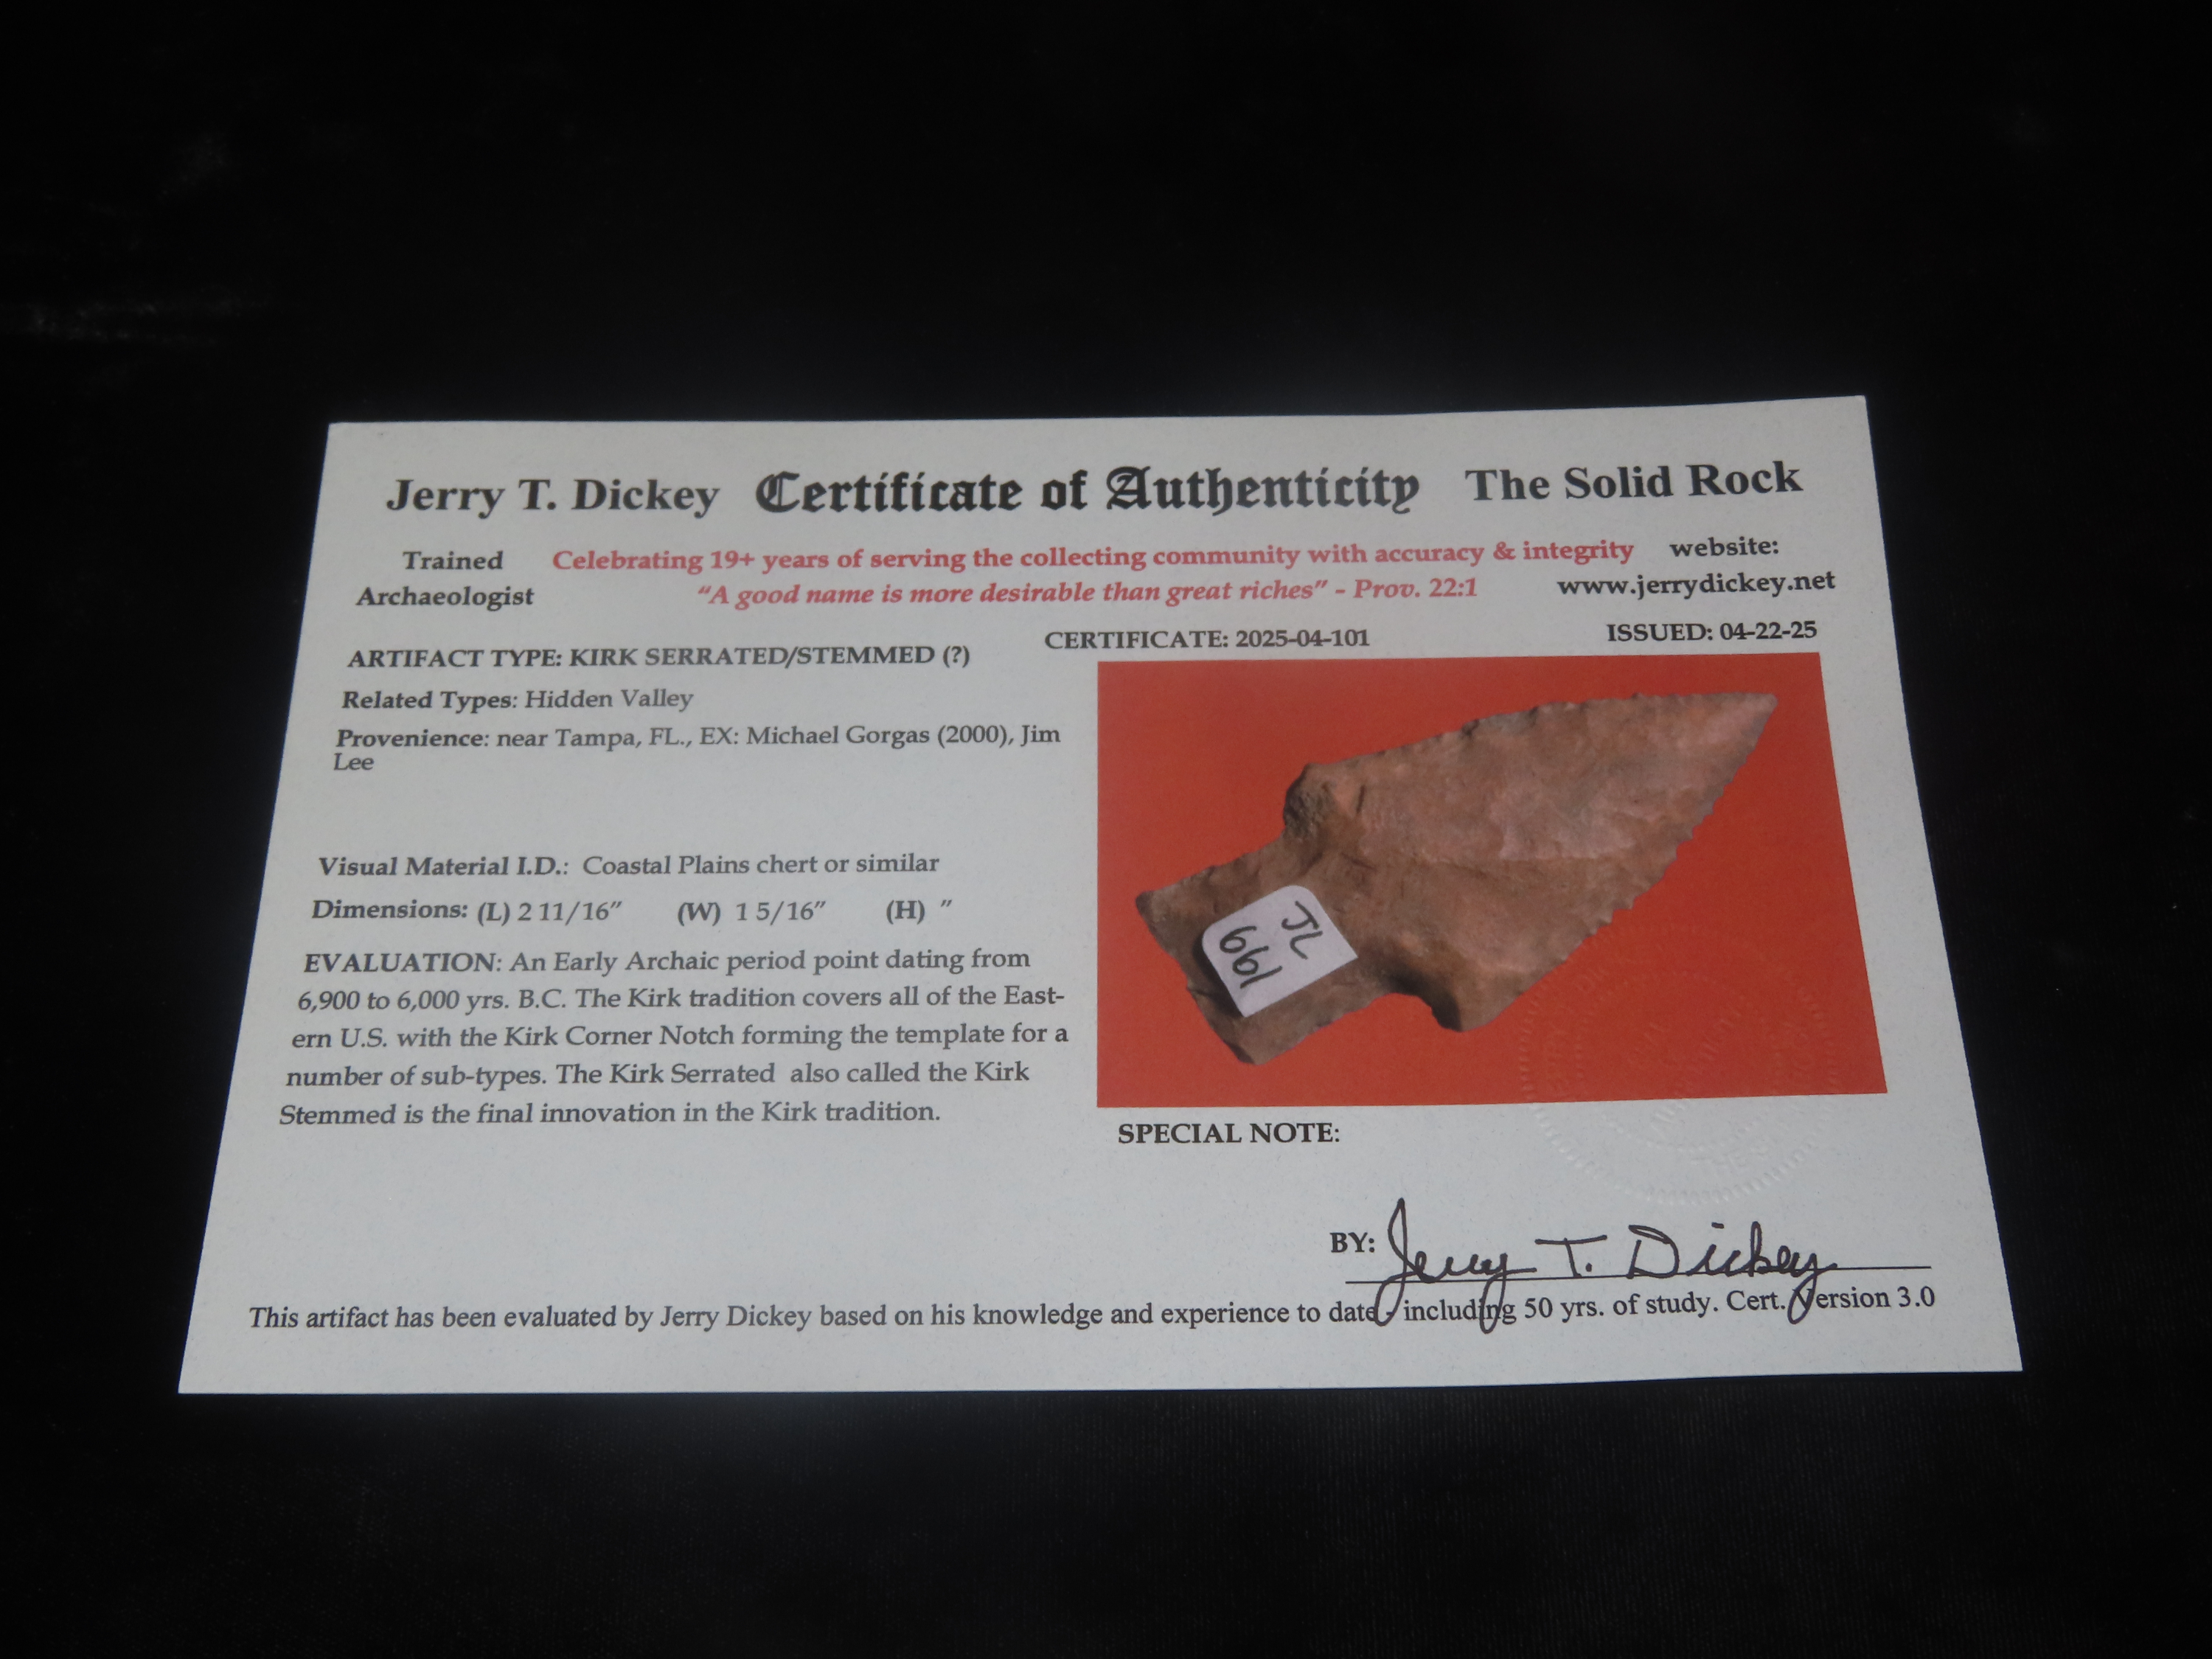 Jerry T. Dickey Certificate of Authenticity The Solid Rock
Trained Archaeologist
Celebrating 19+ years of serving the collecting community with accuracy & integrity
"A good name is more desirable than great riches" - Prov. 22:1
website:
www.jerrydickey.net
CERTIFICATE: 2025-04-101
ISSUED: 04-22-25
ARTIFACT TYPE: KIRK SERRATED/STEMMED (?)
Related Types: Hidden Valley
Provenience: near Tampa, FL., EX: Michael Gorgas (2000), Jim
Lee
Visual Material I.D.: Coastal Plains chert or similar
Dimensions: (L) 2 11/16" (W) 1 5/16" (H) "
EVALUATION: An Early Archaic period point dating from
6,900 to 6,000 yrs. B.C. The Kirk tradition covers all of the East-
ern U.S. with the Kirk Corner Notch forming the template for a
number of sub-types. The Kirk Serrated also called the Kirk
Stemmed is the final innovation in the Kirk tradition.
JL
661
SPECIAL NOTE:
BY: Jerry T. Dickey
This artifact has been evaluated by Jerry Dickey based on his knowledge and experience to date - including 50 yrs. of study. Cert. Version 3.0